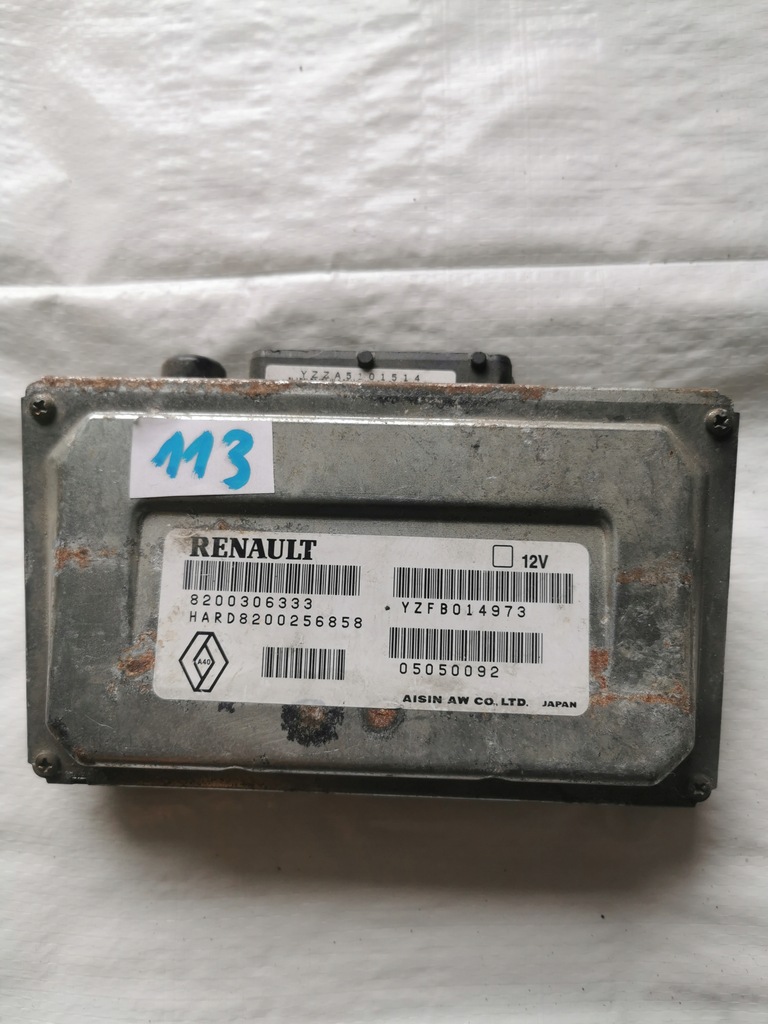 YZZA5101514
113
RENAULT
12V
8200306333
YZFB014973
HARD8200256858
A40
05050092
AISIN AW CO., LTD. JAPAN